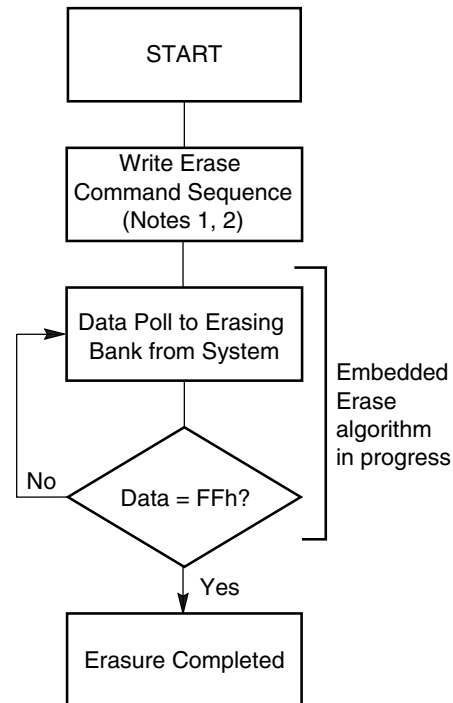 START
Write Erase
Command Sequence
(Notes 1, 2)
Data Poll to Erasing
Bank from System
Embedded
Erase
algorithm
in progress
No
Data = FFh?
Yes
Erasure Completed